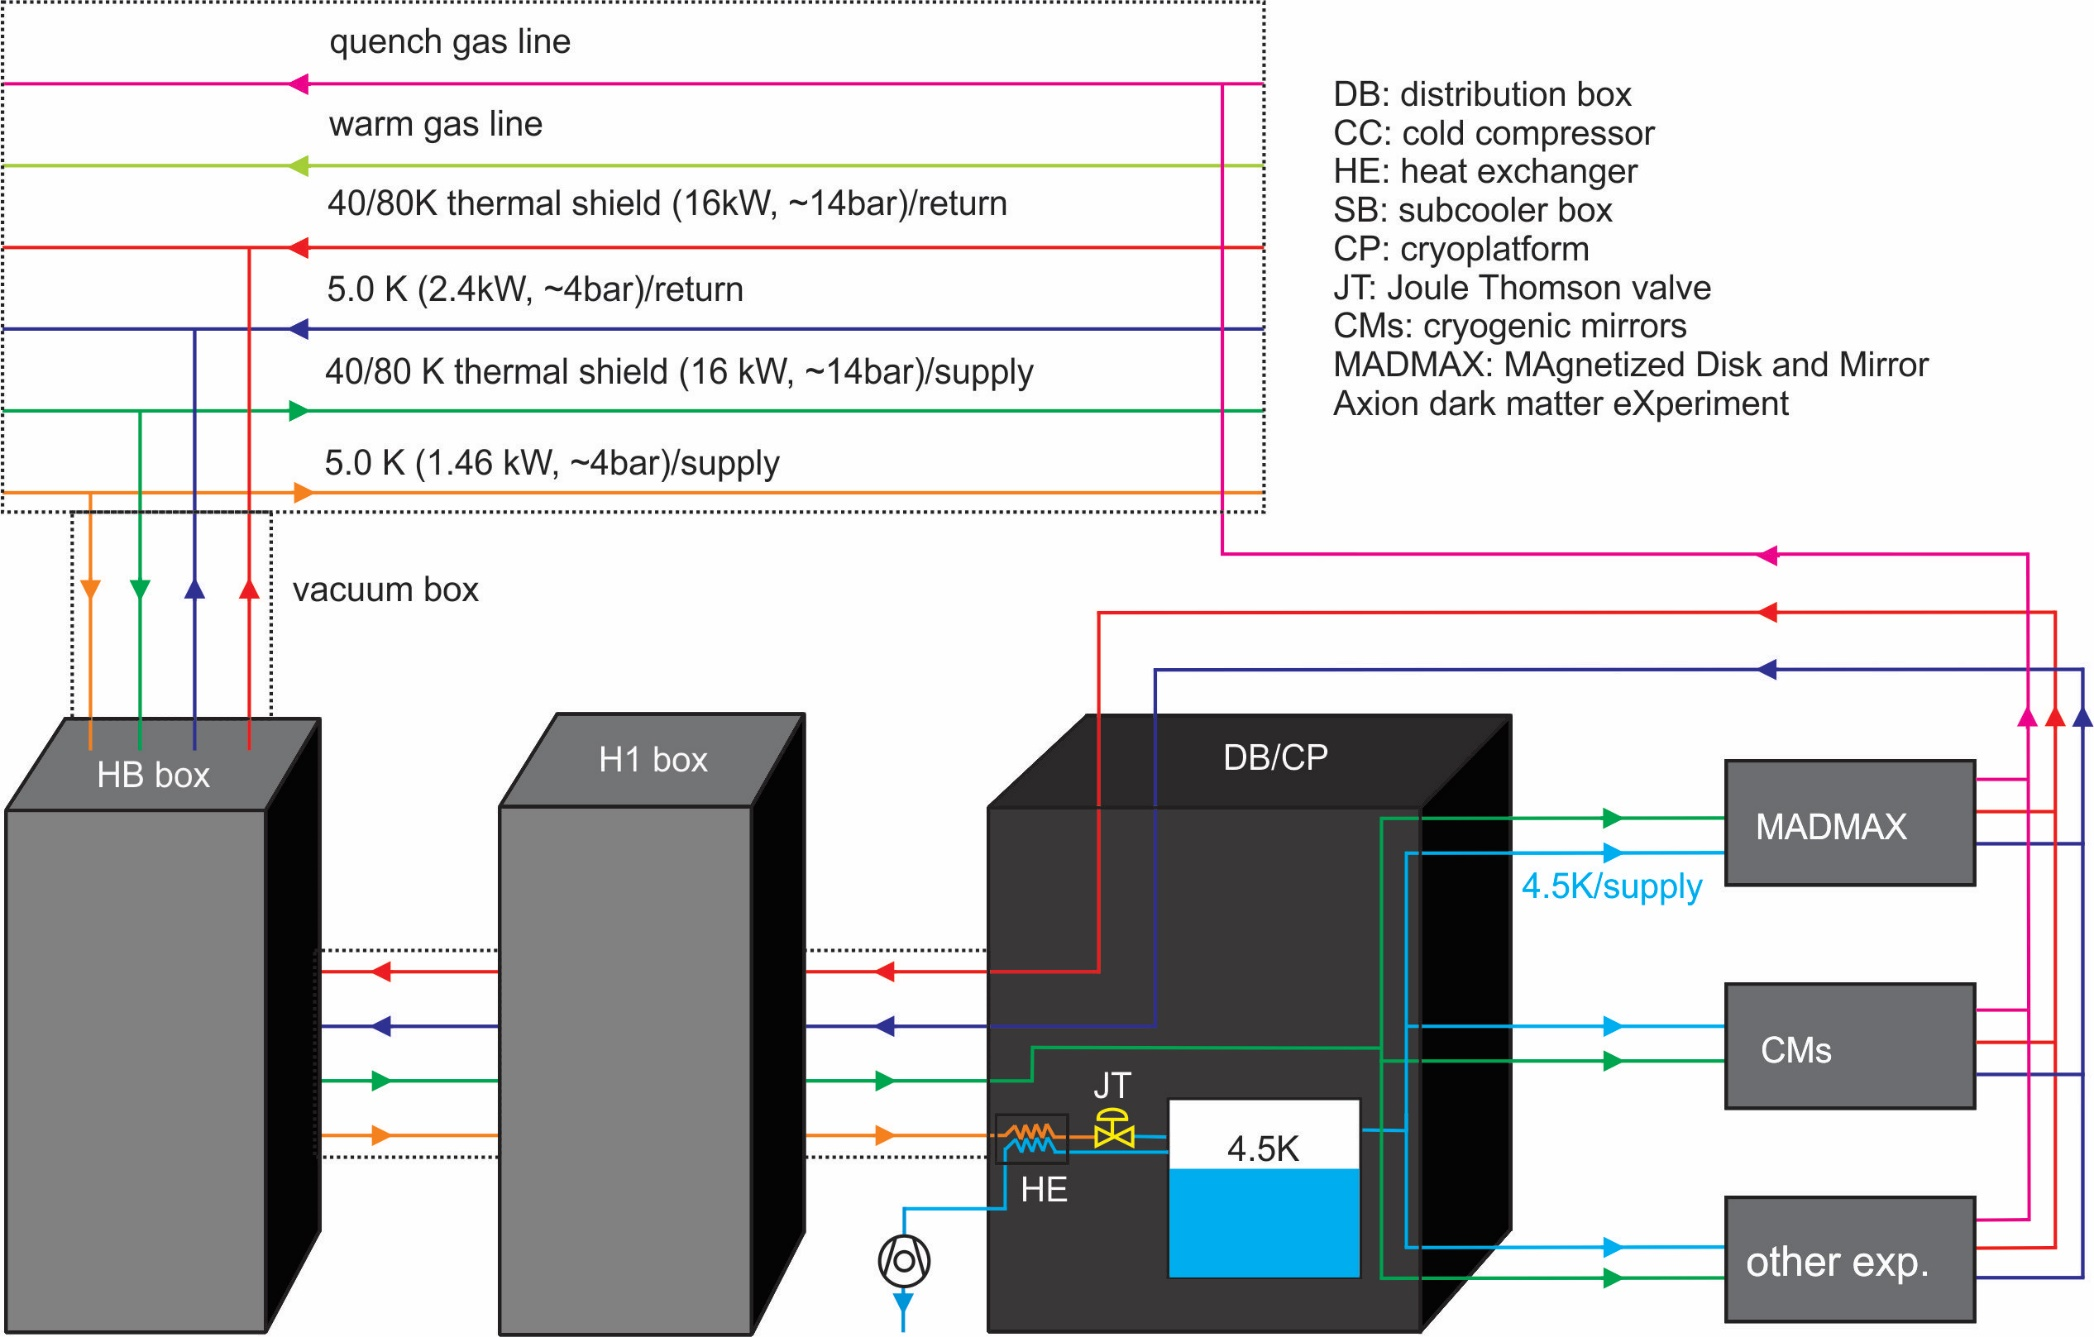 quench gas line
warm gas line
40/80K thermal shield (16kW, ~14bar)/return
5.0 K (2.4kW, ~4bar)/return
40/80 K thermal shield (16 kW, ~14bar)/supply
5.0 K (1.46 kW, ~4bar)/supply
DB: distribution box
CC: cold compressor
HE: heat exchanger
SB: subcooler box
CP: cryoplatform
JT: Joule Thomson valve
CMs: cryogenic mirrors
MADMAX: MAgnetized Disk and Mirror
Axion dark matter eXperiment
vacuum box
HB box
H1 box
DB/CP
MADMAX
4.5K/supply
CMs
JT
4.5K
HE
other exp.